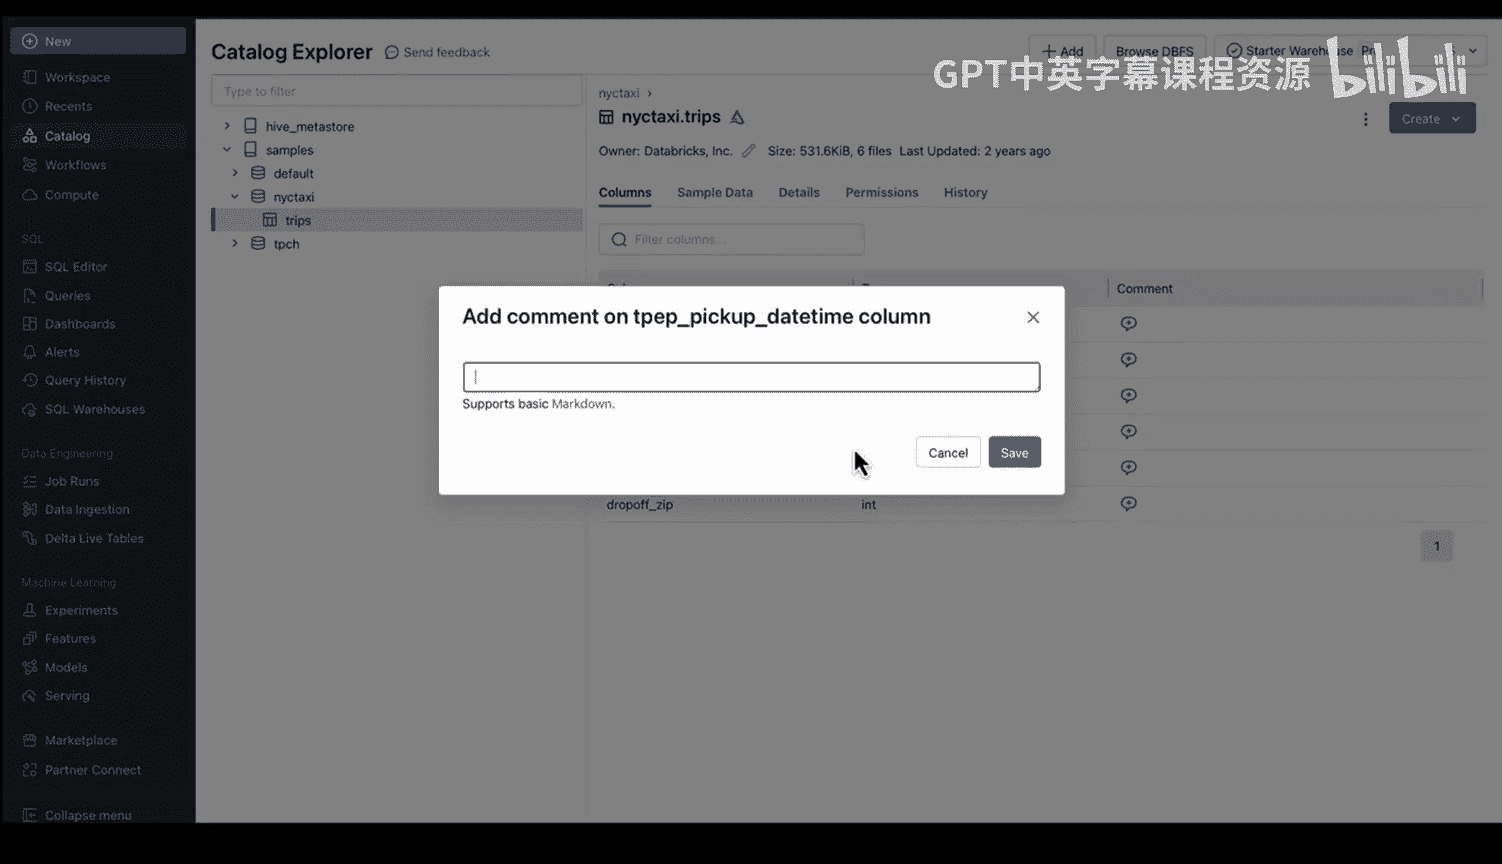 New
Workspace
Recents
Catalog
Workflows
Compute
SQL
SQL Editor
Queries
Dashboards
Alerts
Query History
SQL Warehouses
Data Engineering
Job Runs
Data Ingestion
Delta Live Tables
Machine Learning
Experiments
Features
Models
Serving
Marketplace
Partner Connect
Collapse menu
Catalog Explorer Send feedback
Add Browse DBFS Starter Warehouse
GPT中英字幕课程资源 bilibili
Type to filter
hive_metastore
samples
default
nyctaxi
trips
tpch
nyctaxi ›
nyctaxi.trips
Create
Owner: Databricks, Inc. Size: 531.6KiB, 6 files Last Updated: 2 years ago
Columns Sample Data Details Permissions History
Filter columns...
Comment
Add comment on tpep_pickup_datetime column
Supports basic Markdown.
Cancel Save
dropoff_zip int
1